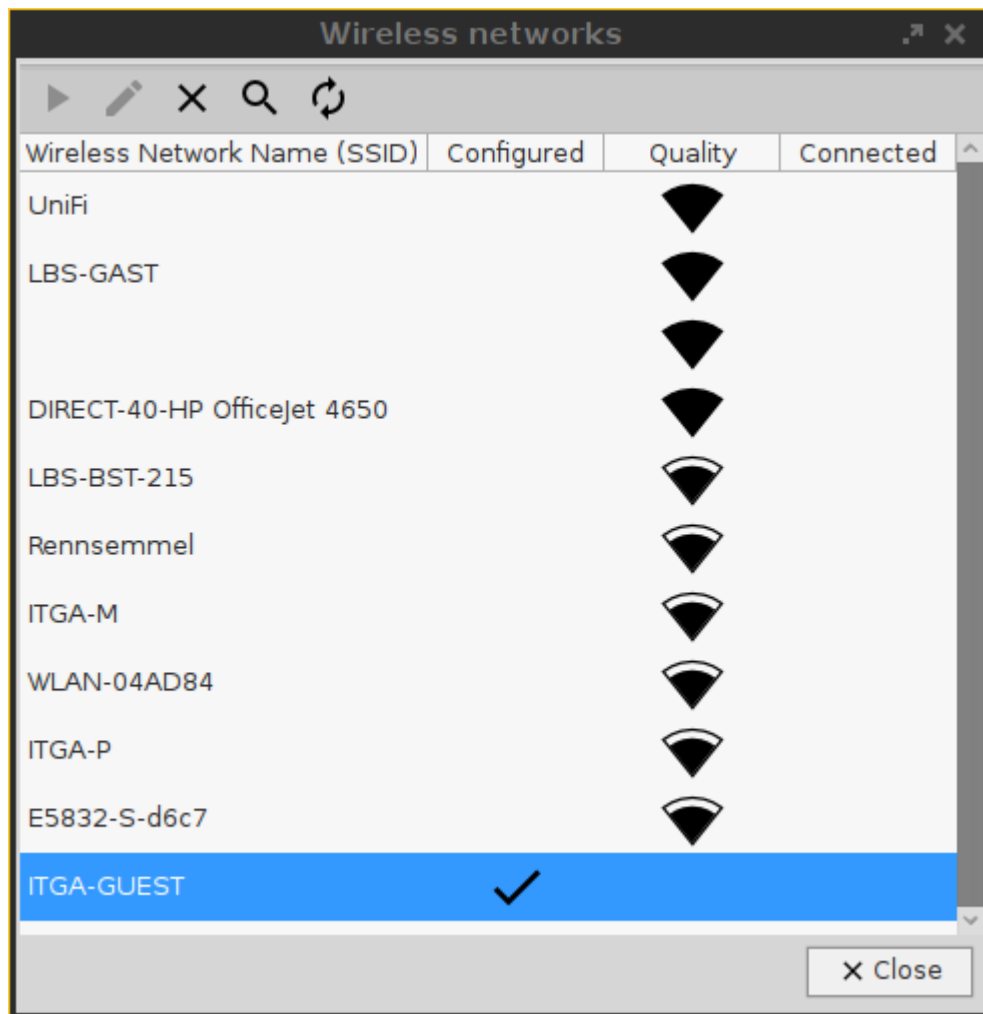 Wireless networks
Wireless Network Name (SSID) Configured Quality Connected
UniFi
LBS-GAST
DIRECT-40-HP OfficeJet 4650
LBS-BST-215
Rennsemmel
ITGA-M
WLAN-04AD84
ITGA-P
E5832-S-d6c7
ITGA-GUEST
Close